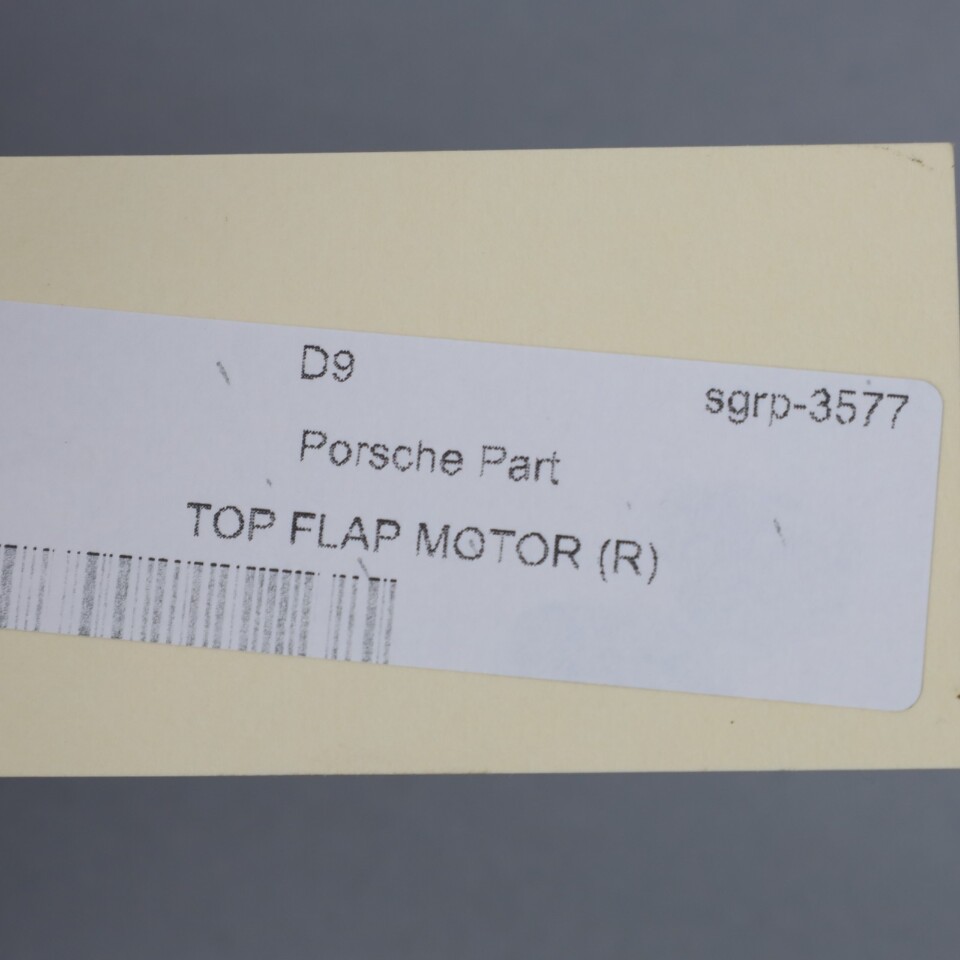 D9
sgrp-3577
Porsche Part
TOP FLAP MOTOR (R)